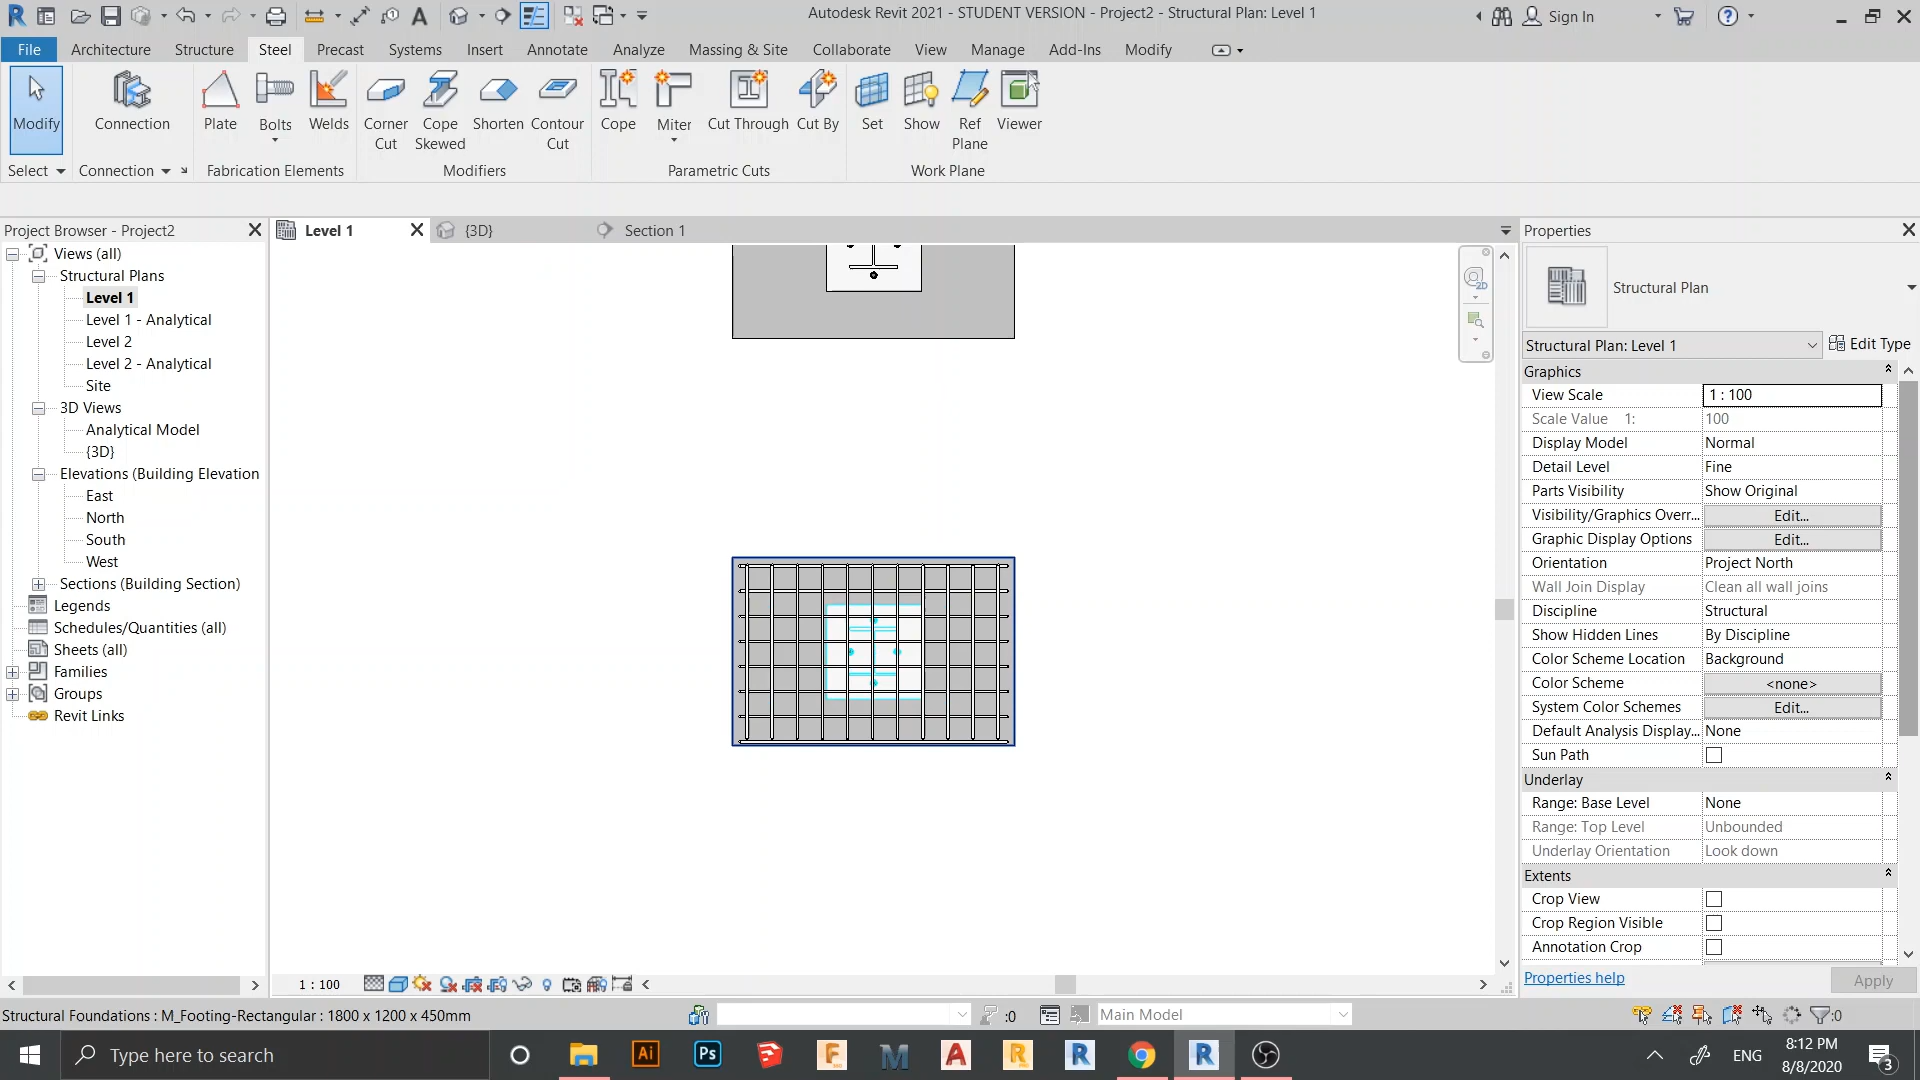 Autodesk Revit 2021 - STUDENT VERSION - Project2 - Structural Plan: Level 1
Sign In
File Architecture Structure Steel Precast Systems Insert Annotate Analyze Massing & Site Collaborate View Manage Add-Ins Modify
Modify Connection Plate Bolts Welds Corner Cut Cope Skewed Shorten Contour Cut Cope Miter Cut Through Cut By Set Show Ref Plane Viewer
Select Connection Fabrication Elements Modifiers Parametric Cuts Work Plane
Project Browser - Project2
Views (all)
Structural Plans
Level 1
Level 1 - Analytical
Level 2
Level 2 - Analytical
Site
3D Views
Analytical Model
{3D}
Elevations (Building Elevation
East
North
South
West
Sections (Building Section)
Legends
Schedules/Quantities (all)
Sheets (all)
Families
Groups
Revit Links
Level 1 {3D} Section 1
2D
Properties
Structural Plan
Structural Plan: Level 1 Edit Type
Graphics
View Scale 1 : 100
Scale Value 1: 100
Display Model Normal
Detail Level Fine
Parts Visibility Show Original
Visibility/Graphics Overr... Edit...
Graphic Display Options Edit...
Orientation Project North
Wall Join Display Clean all wall joins
Discipline Structural
Show Hidden Lines By Discipline
Color Scheme Location Background
Color Scheme <none>
System Color Schemes Edit...
Default Analysis Display... None
Sun Path
Underlay
Range: Base Level None
Range: Top Level Unbounded
Underlay Orientation Look down
Extents
Crop View
Crop Region Visible
Annotation Crop
Properties help Apply
1 : 100
Structural Foundations : M_Footing-Rectangular : 1800 x 1200 x 450mm :0 Main Model :0
Type here to search
Ai Ps F M A R R R
ENG
8:12 PM
8/8/2020
3